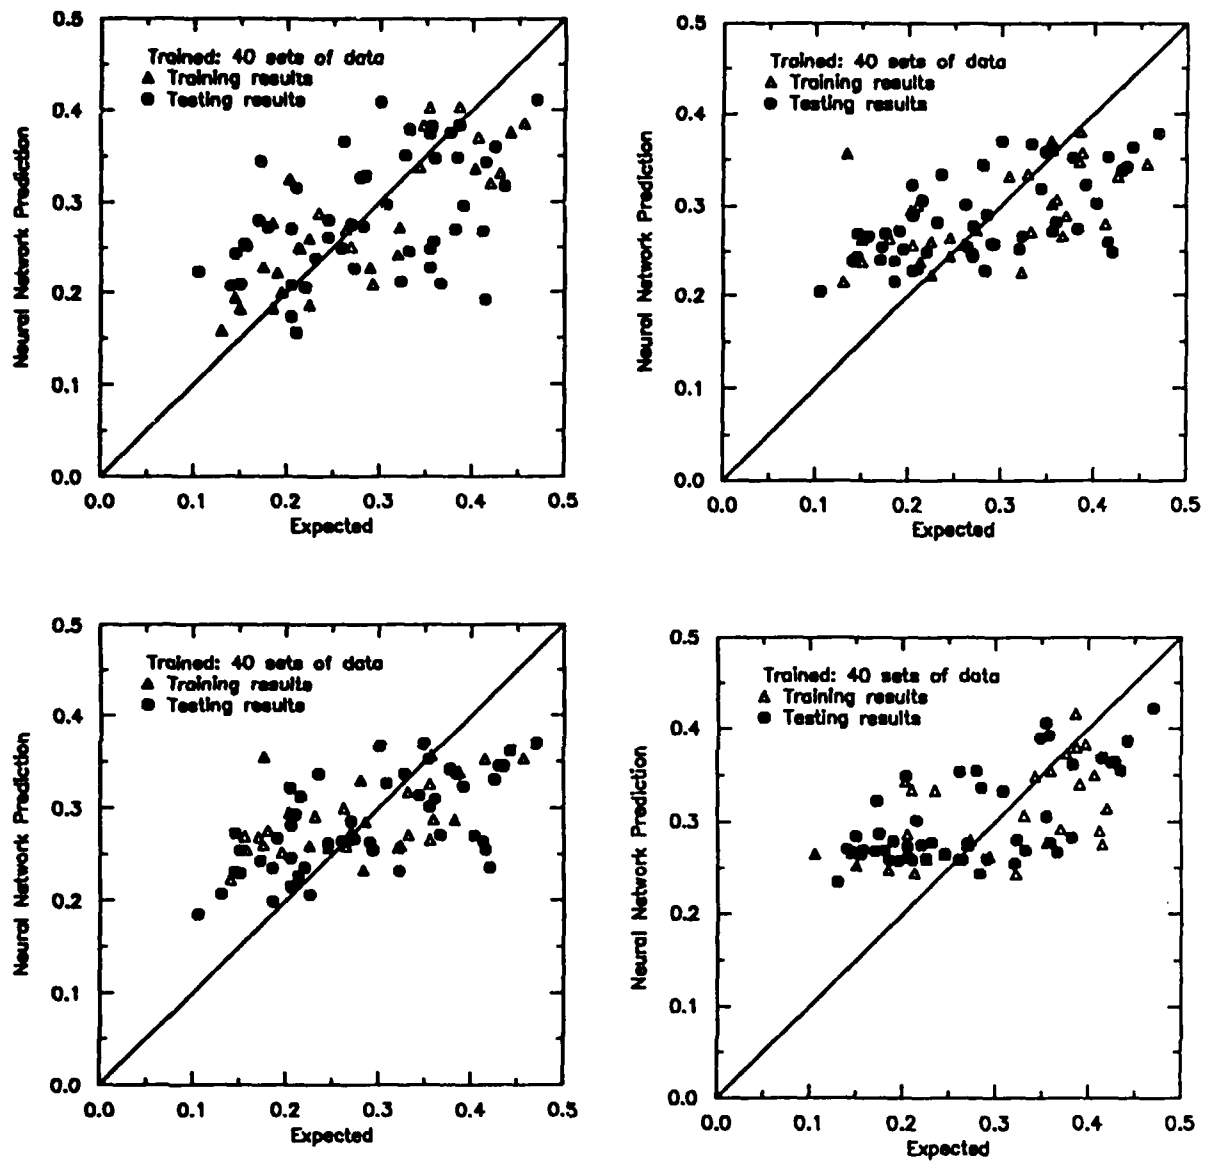 0.5
Trained: 40 sets of data
Training results
Testing results
0.4
0.3
0.2
0.1
0.0
Neural Network Prediction
0.0 0.1 0.2 0.3 0.4 0.5
Expected
0.5
Trained: 40 sets of data
Training results
Testing results
0.4
0.3
0.2
0.1
0.0
Neural Network Prediction
0.0 0.1 0.2 0.3 0.4 0.5
Expected
0.5
Trained: 40 sets of data
Training results
Testing results
0.4
0.3
0.2
0.1
0.0
Neural Network Prediction
0.0 0.1 0.2 0.3 0.4 0.5
Expected
0.5
Trained: 40 sets of data
Training results
Testing results
0.4
0.3
0.2
0.1
0.0
Neural Network Prediction
0.0 0.1 0.2 0.3 0.4 0.5
Expected